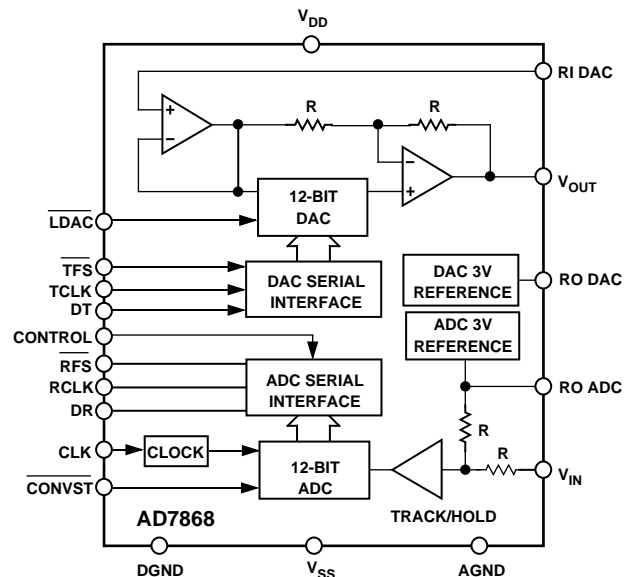 VDD
RI DAC
R
R
+
−
−
+
VOUT
12-BIT
DAC
LDAC
TFS
TCLK
DT
DAC SERIAL
INTERFACE
DAC 3V
REFERENCE
RO DAC
CONTROL
RFS
RCLK
DR
ADC SERIAL
INTERFACE
ADC 3V
REFERENCE
RO ADC
R
R
CLK
CLOCK
12-BIT
ADC
VIN
CONVST
AD7868
TRACK/HOLD
DGND
VSS
AGND